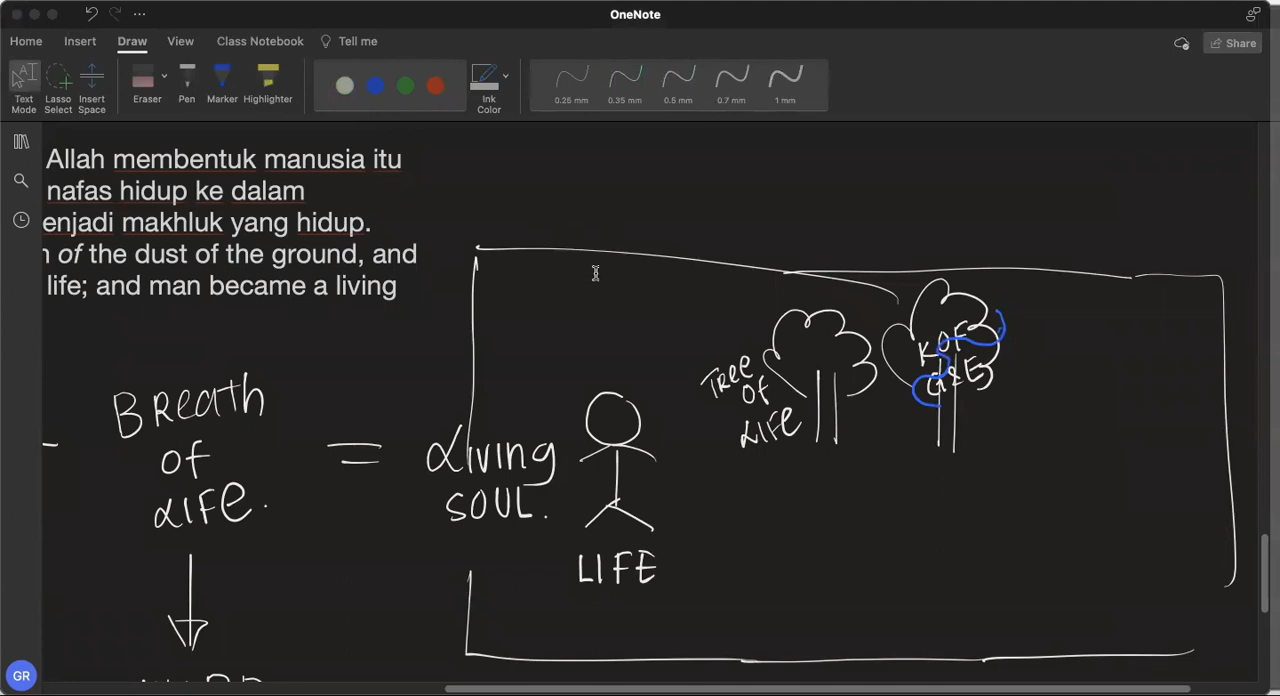 OneNote
Home Insert Draw View Class Notebook Tell me
Share
Text Mode
Lasso Select
Insert Space
Eraser
Pen
Marker
Highlighter
Ink Color
0.25 mm 0.35 mm 0.5 mm 0.7 mm 1 mm
Allah membentuk manusia itu
nafas hidup ke dalam
enjadi makhluk yang hidup.
of the dust of the ground, and
life; and man became a living
Breath
of
LIFE.
=
Living
SOUL.
LIFE
Tree
OF
LIFE
K OF
G&E
GR